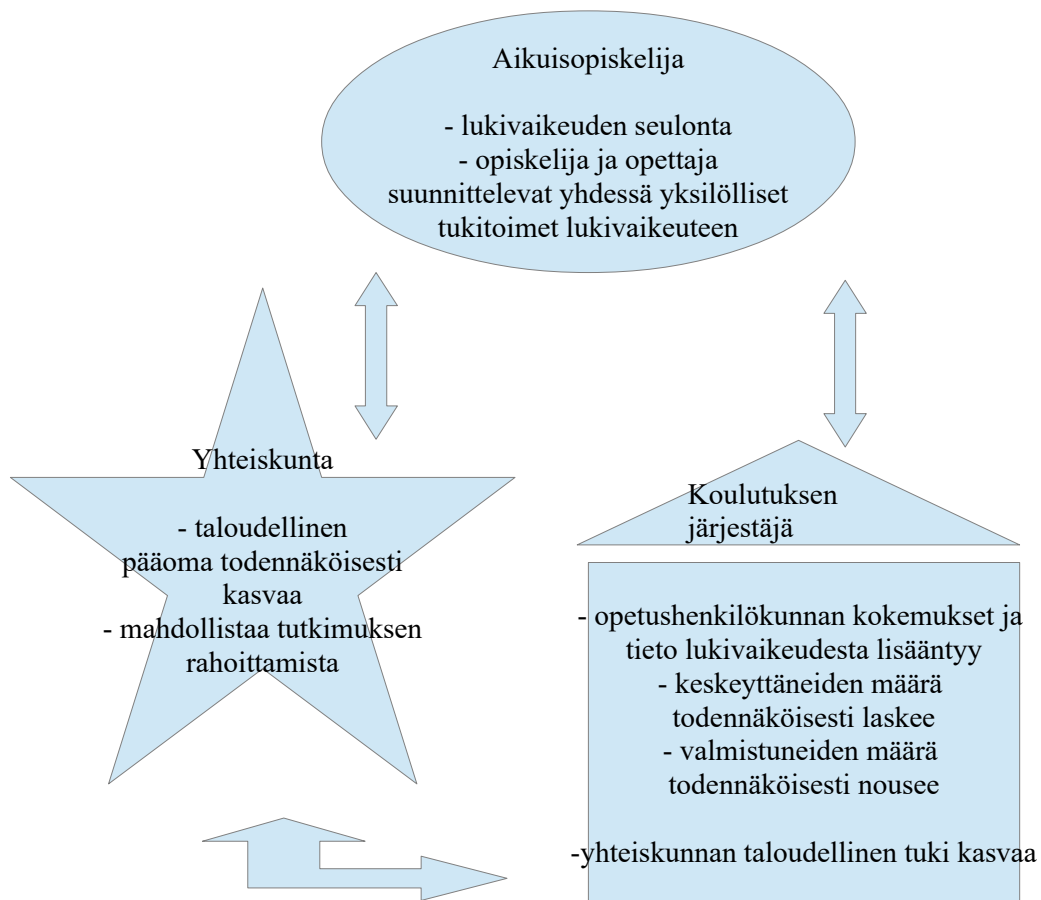 Aikuisopiskelija
- lukivaikeuden seulonta
- opiskelija ja opettaja
suunnittelevat yhdessä yksilölliset
tukitoimet lukivaikeuteen
Yhteiskunta
- taloudellinen
pääoma todennäköisesti
kasvaa
- mahdollistaa tutkimuksen
rahoittamista
Koulutuksen
järjestäjä
- opetushenkilökunnan kokemukset ja
tieto lukivaikeudesta lisääntyy
- keskeyttäneiden määrä
todennäköisesti laskee
- valmistuneiden määrä
todennäköisesti nousee
-yhteiskunnan taloudellinen tuki kasvaa